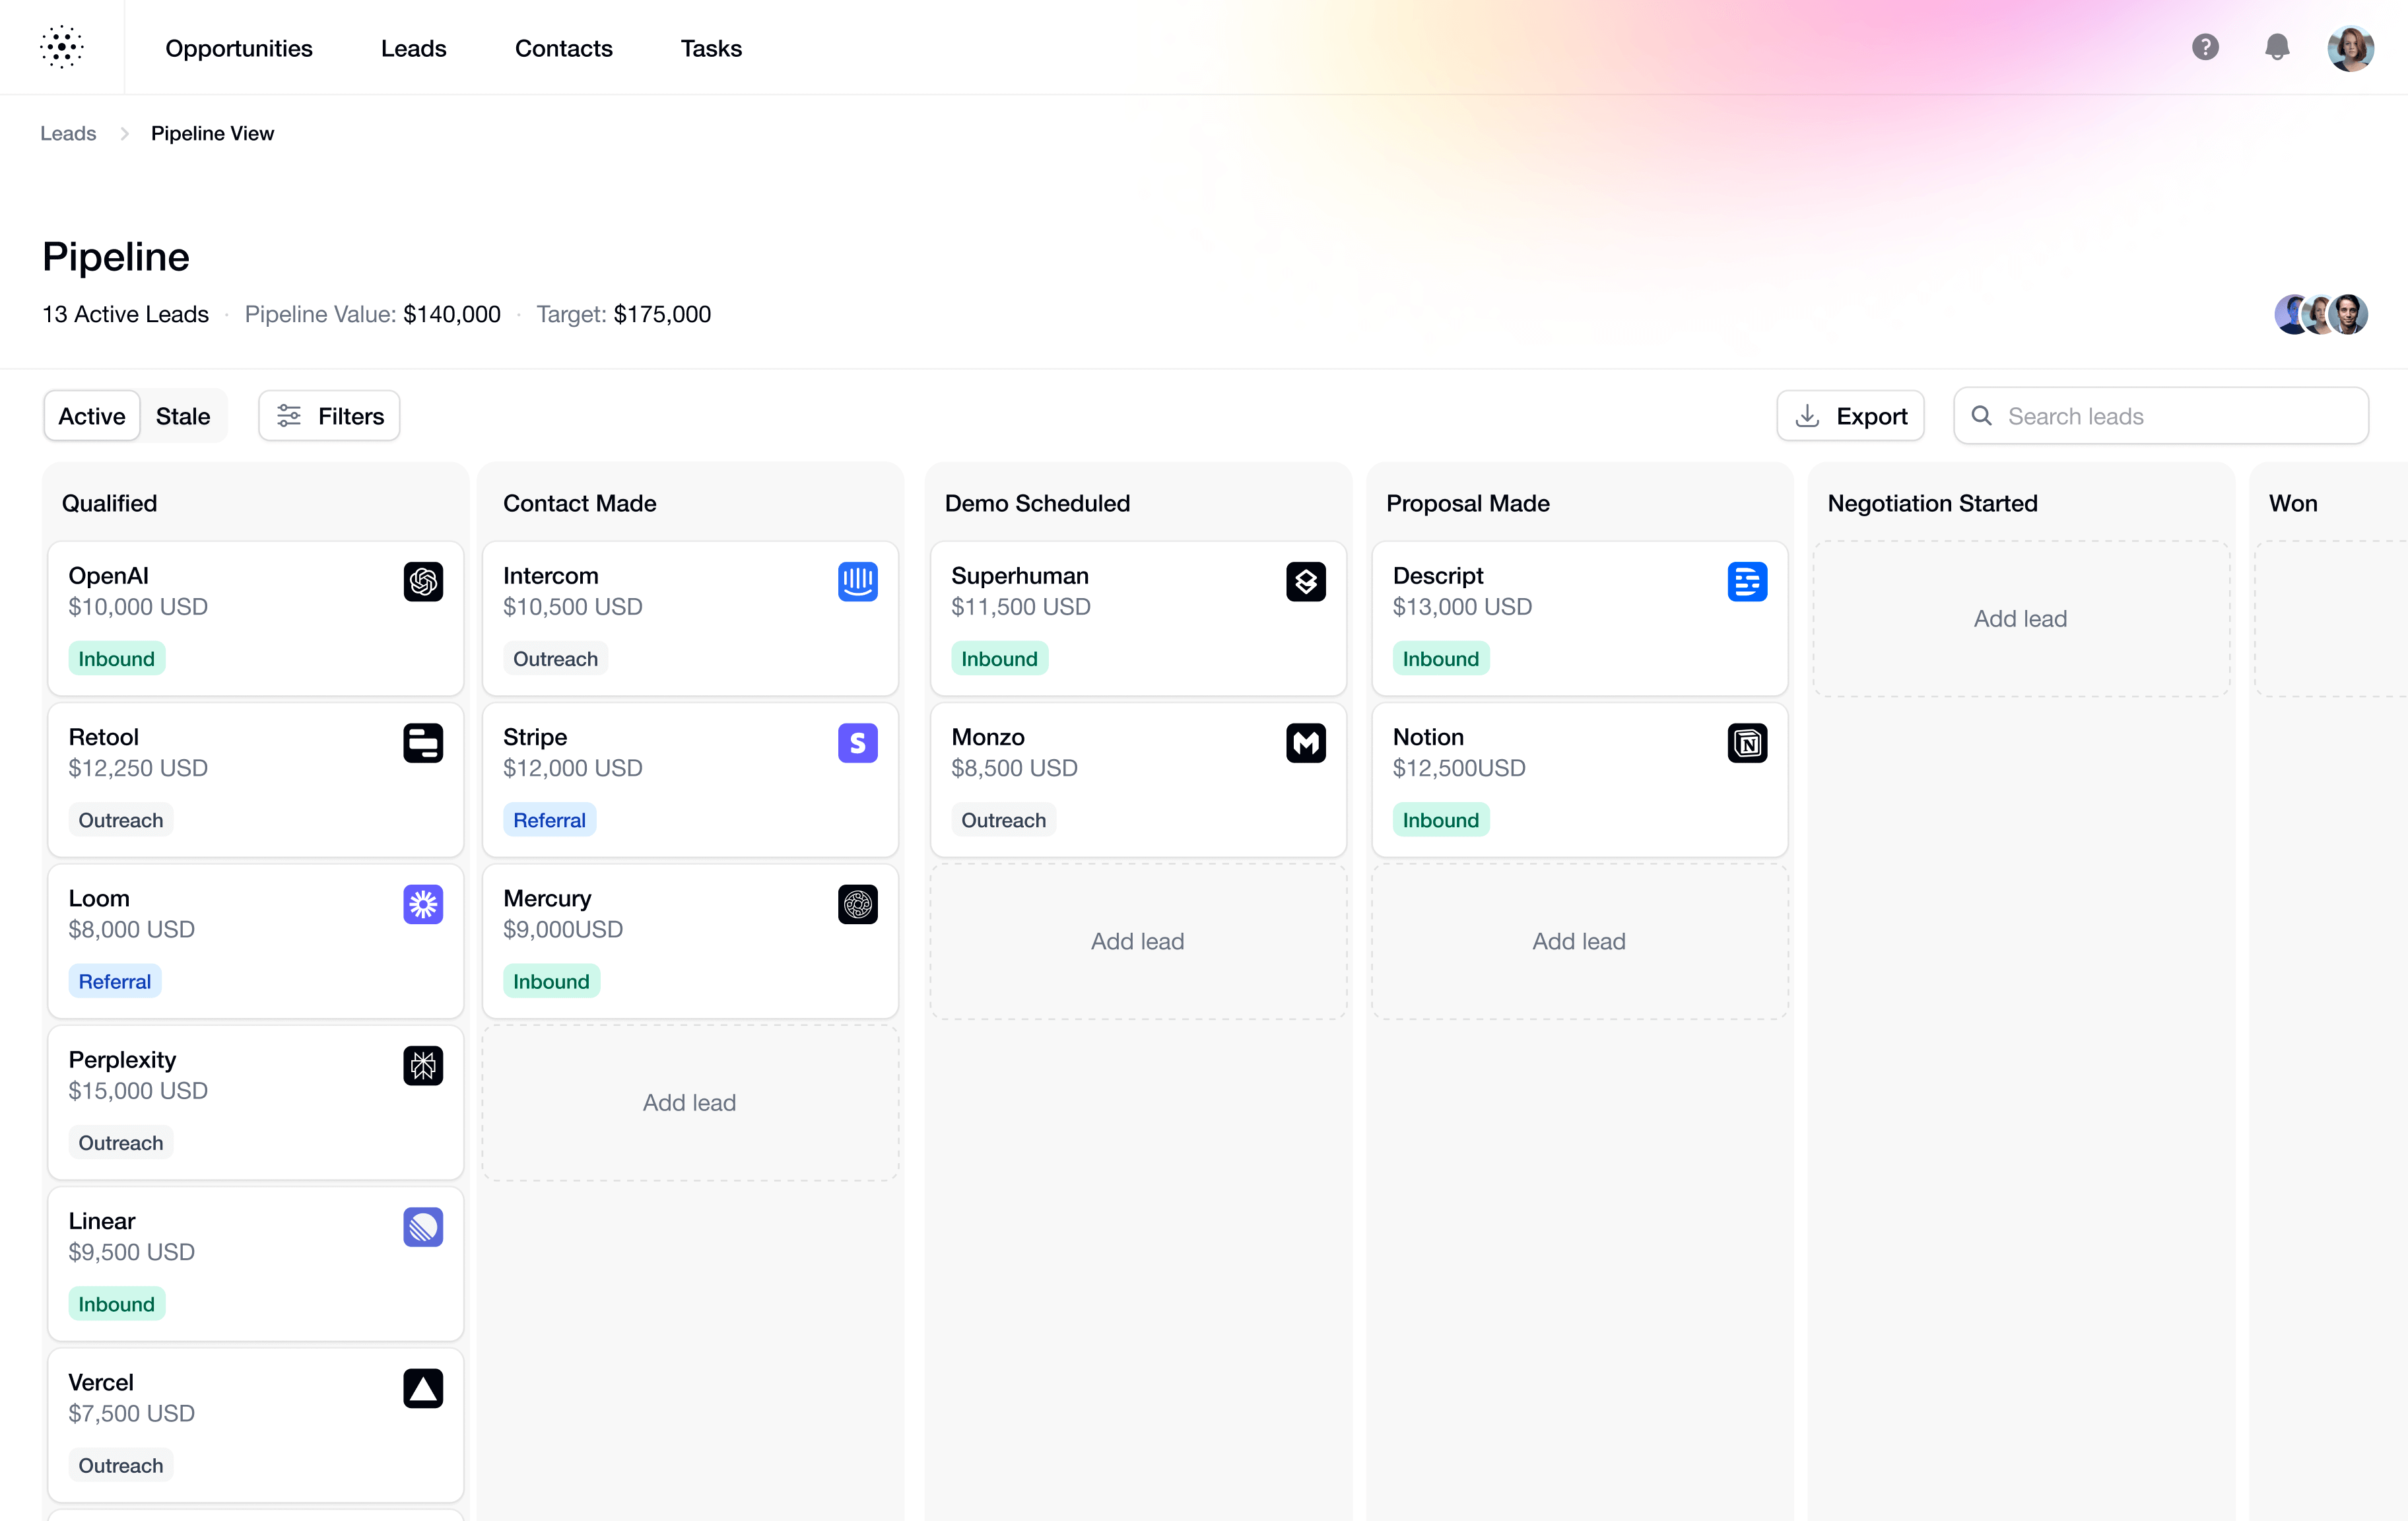 Opportunities Leads Contacts Tasks
?
Leads Pipeline View
Pipeline
13 Active Leads · Pipeline Value: $140,000 · Target: $175,000
Active Stale Filters Export Search leads
Qualified
OpenAI
$10,000 USD
Inbound
Retool
$12,250 USD
Outreach
Loom
$8,000 USD
Referral
Perplexity
$15,000 USD
Outreach
Linear
$9,500 USD
Inbound
Vercel
$7,500 USD
Outreach
Contact Made
Intercom
$10,500 USD
Outreach
Stripe
$12,000 USD
S
Referral
Mercury
$9,000USD
Inbound
Add lead
Demo Scheduled
Superhuman
$11,500 USD
Inbound
Monzo
$8,500 USD
M
Outreach
Add lead
Proposal Made
Descript
$13,000 USD
Inbound
Notion
$12,500USD
N
Inbound
Add lead
Negotiation Started
Add lead
Won